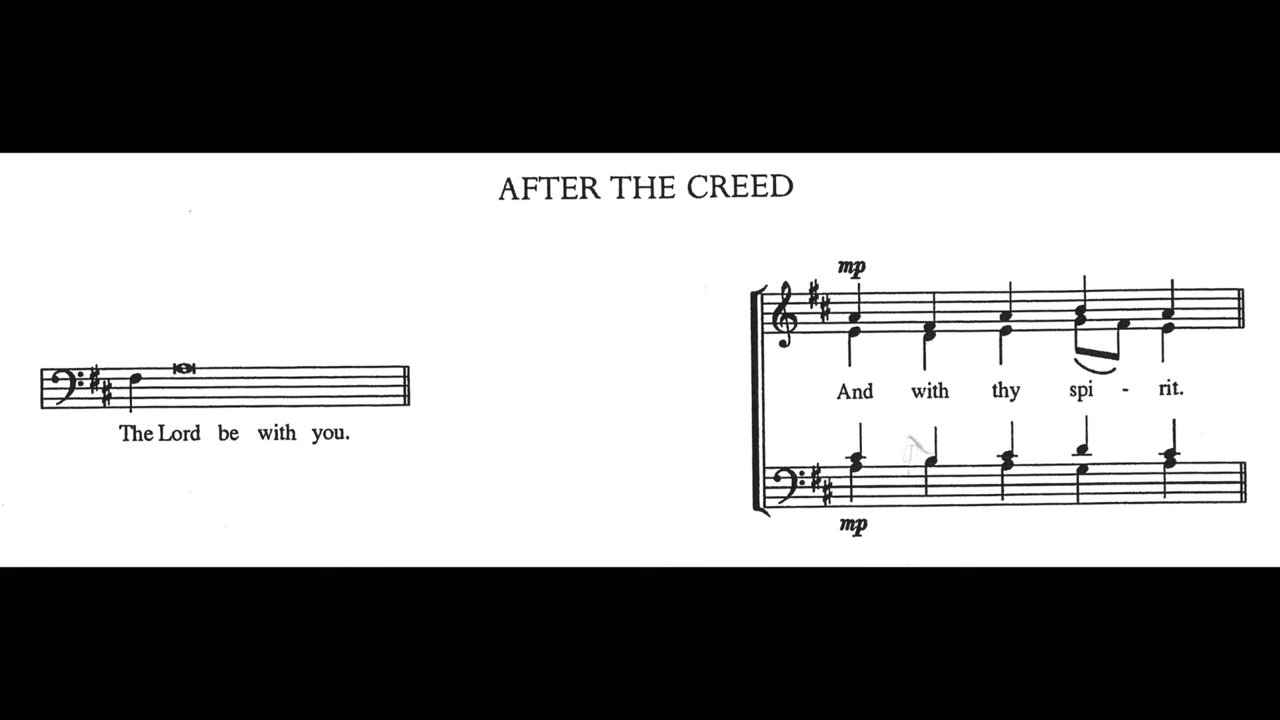 AFTER THE CREED
mp
The Lord be with you.
And with thy spi - rit.
mp